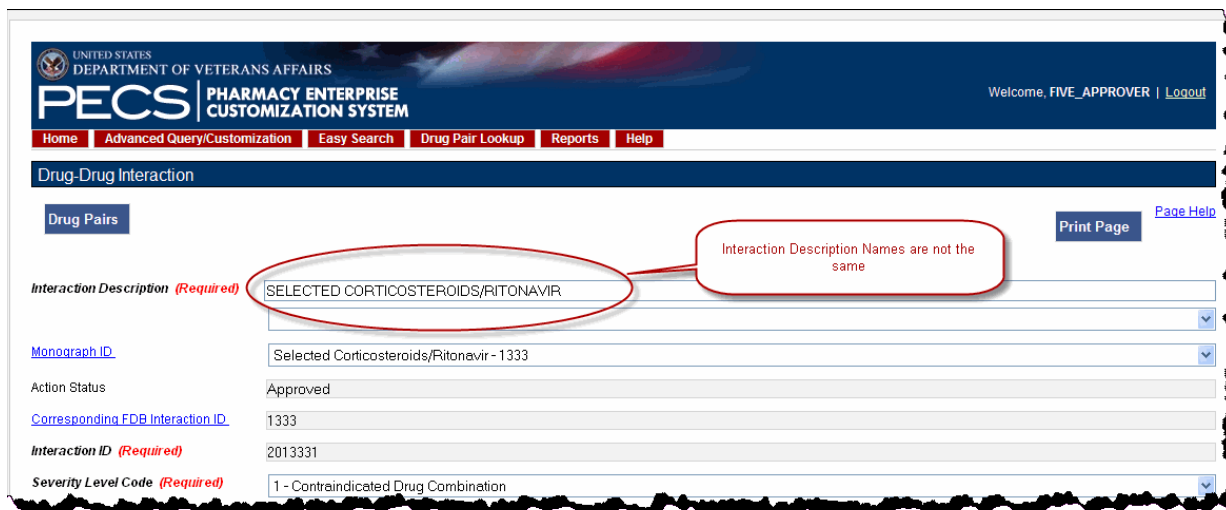 UNITED STATES
DEPARTMENT OF VETERANS AFFAIRS
PECS PHARMACY ENTERPRISE
CUSTOMIZATION SYSTEM
Welcome, FIVE_APPROVER | Logout
Home Advanced Query/Customization Easy Search Drug Pair Lookup Reports Help
Drug-Drug Interaction
Drug Pairs
Page Help
Print Page
Interaction Description Names are not the
same
Interaction Description (Required) SELECTED CORTICOSTEROIDS/RITONAVIR
Monograph ID Selected Corticosteroids/Ritonavir - 1333
Action Status Approved
Corresponding FDB Interaction ID 1333
Interaction ID (Required) 2013331
Severity Level Code (Required) 1 - Contraindicated Drug Combination